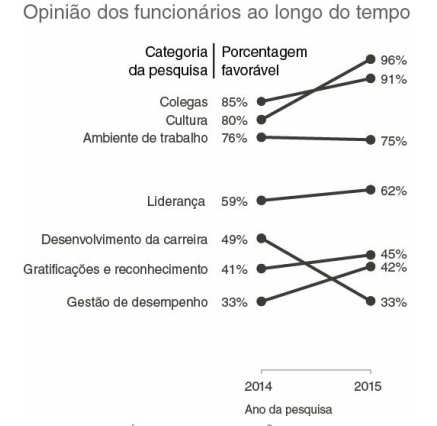 Opinião dos funcionários ao longo do tempo
Categoria da pesquisa | Porcentagem favorável
Colegas 85% 91%
Cultura 80% 96%
Ambiente de trabalho 76% 75%
Liderança 59% 62%
Desenvolvimento da carreira 49% 33%
Gratificações e reconhecimento 41% 45%
Gestão de desempenho 33% 42%
2014 2015
Ano da pesquisa